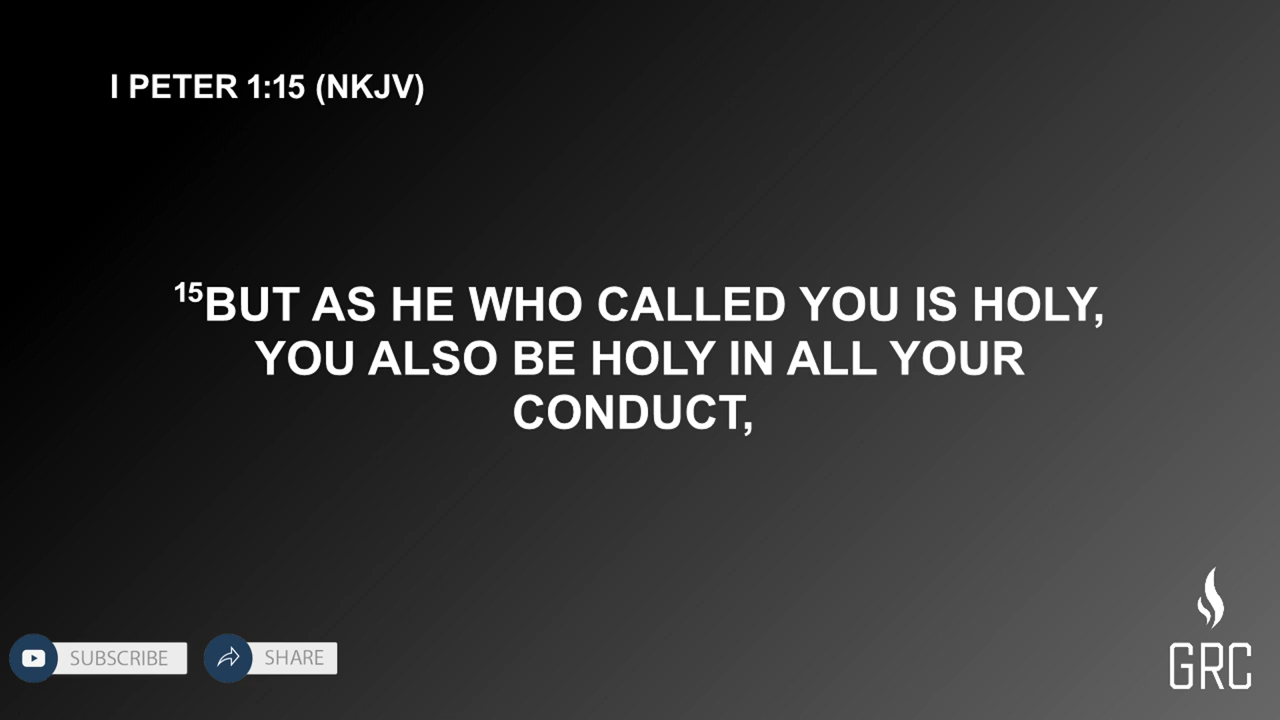 I PETER 1:15 (NKJV)
15BUT AS HE WHO CALLED YOU IS HOLY,
YOU ALSO BE HOLY IN ALL YOUR
CONDUCT,
SUBSCRIBE
SHARE
GRC